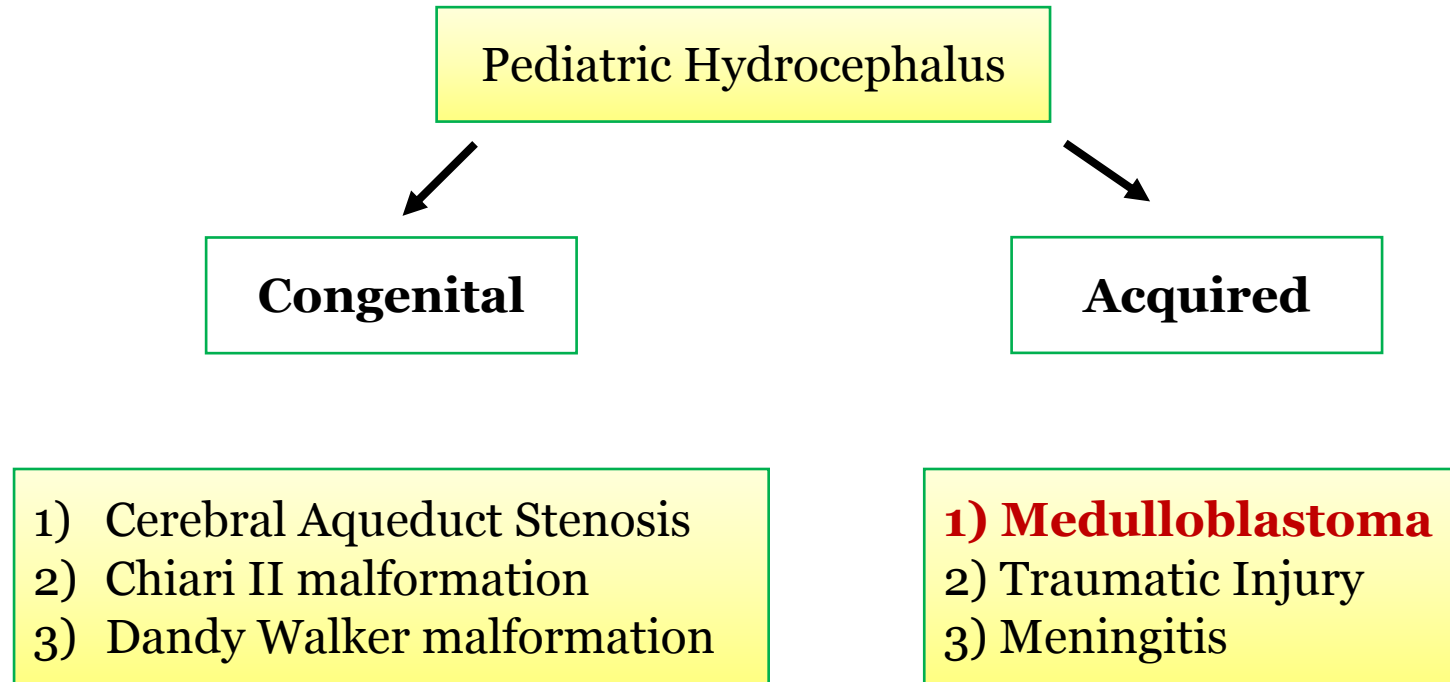 Pediatric Hydrocephalus
Congenital
Acquired
1) Cerebral Aqueduct Stenosis
2) Chiari II malformation
3) Dandy Walker malformation
1) Medulloblastoma
2) Traumatic Injury
3) Meningitis